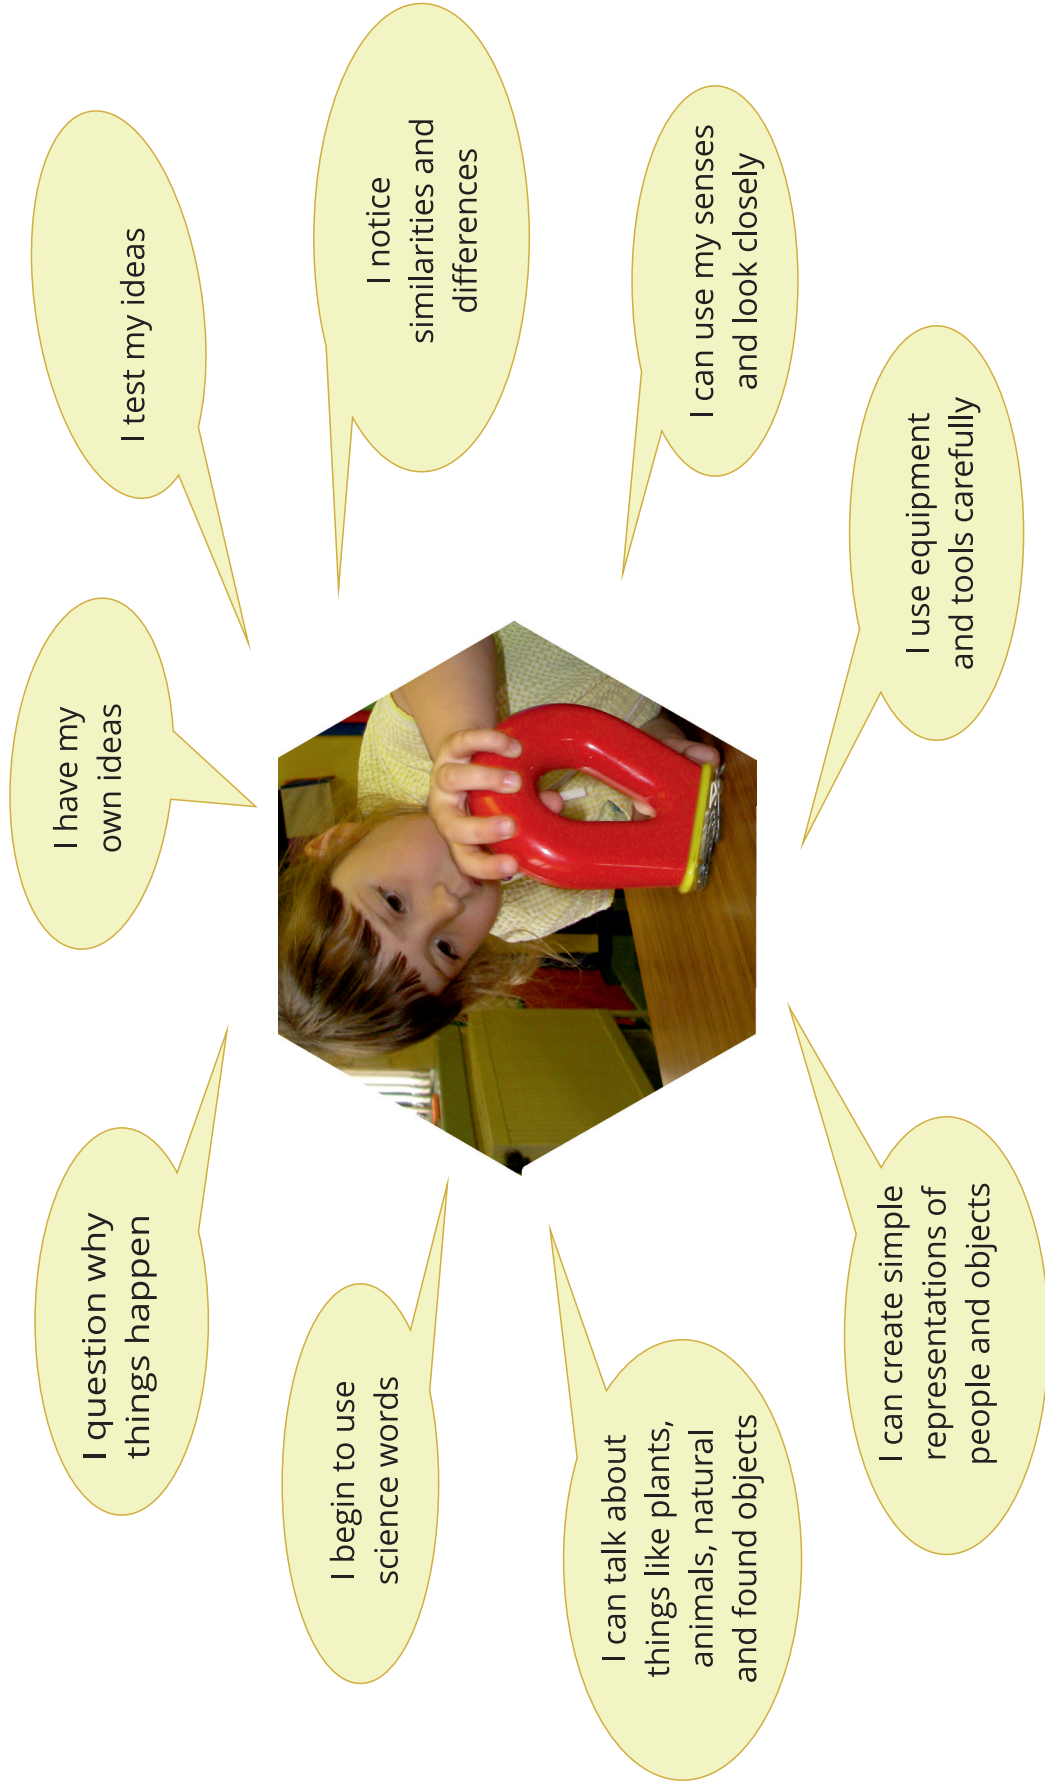 I question why
things happen
I have my
own ideas
I test my ideas
I notice
similarities and
differences
I can use my senses
and look closely
I use equipment
and tools carefully
I can create simple
representations of
people and objects
I can talk about
things like plants,
animals, natural
and found objects
I begin to use
science words